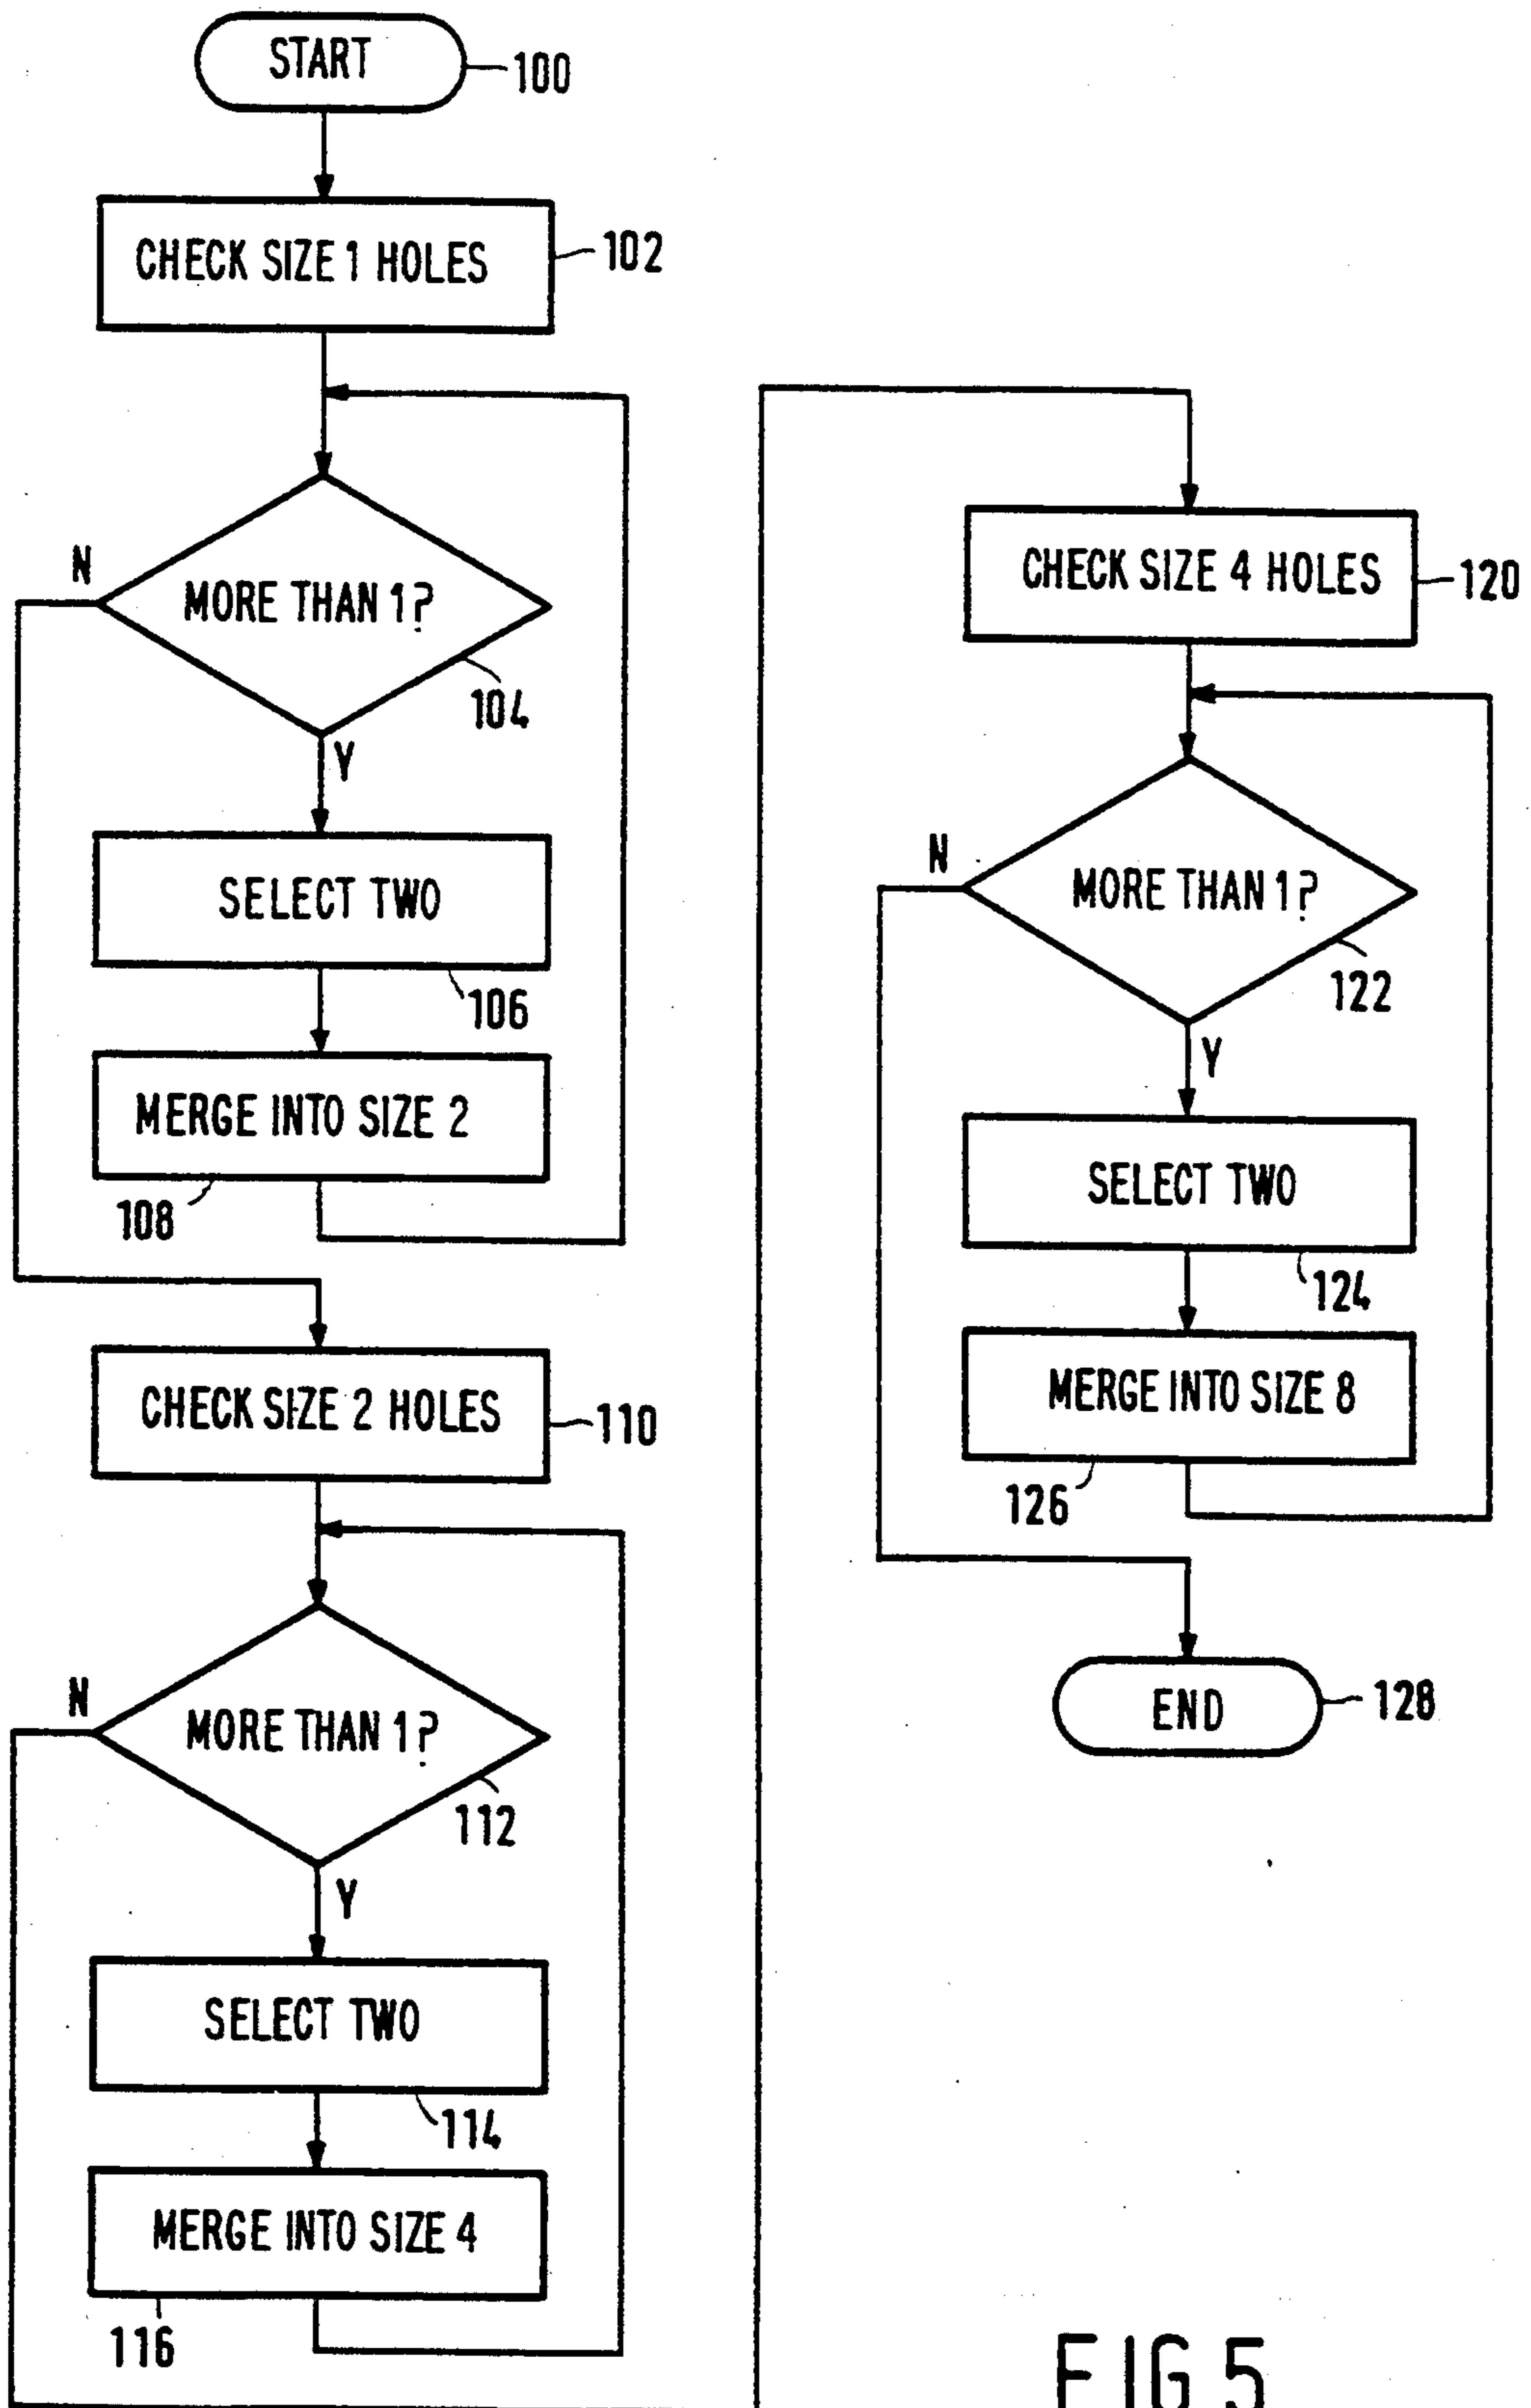 START
100
CHECK SIZE 1 HOLES
102
N
MORE THAN 1?
104
Y
SELECT TWO
106
MERGE INTO SIZE 2
108
CHECK SIZE 2 HOLES
110
N
MORE THAN 1?
112
Y
SELECT TWO
114
MERGE INTO SIZE 4
116
CHECK SIZE 4 HOLES
120
N
MORE THAN 1?
122
Y
SELECT TWO
124
MERGE INTO SIZE 8
126
END
128
FIG 5